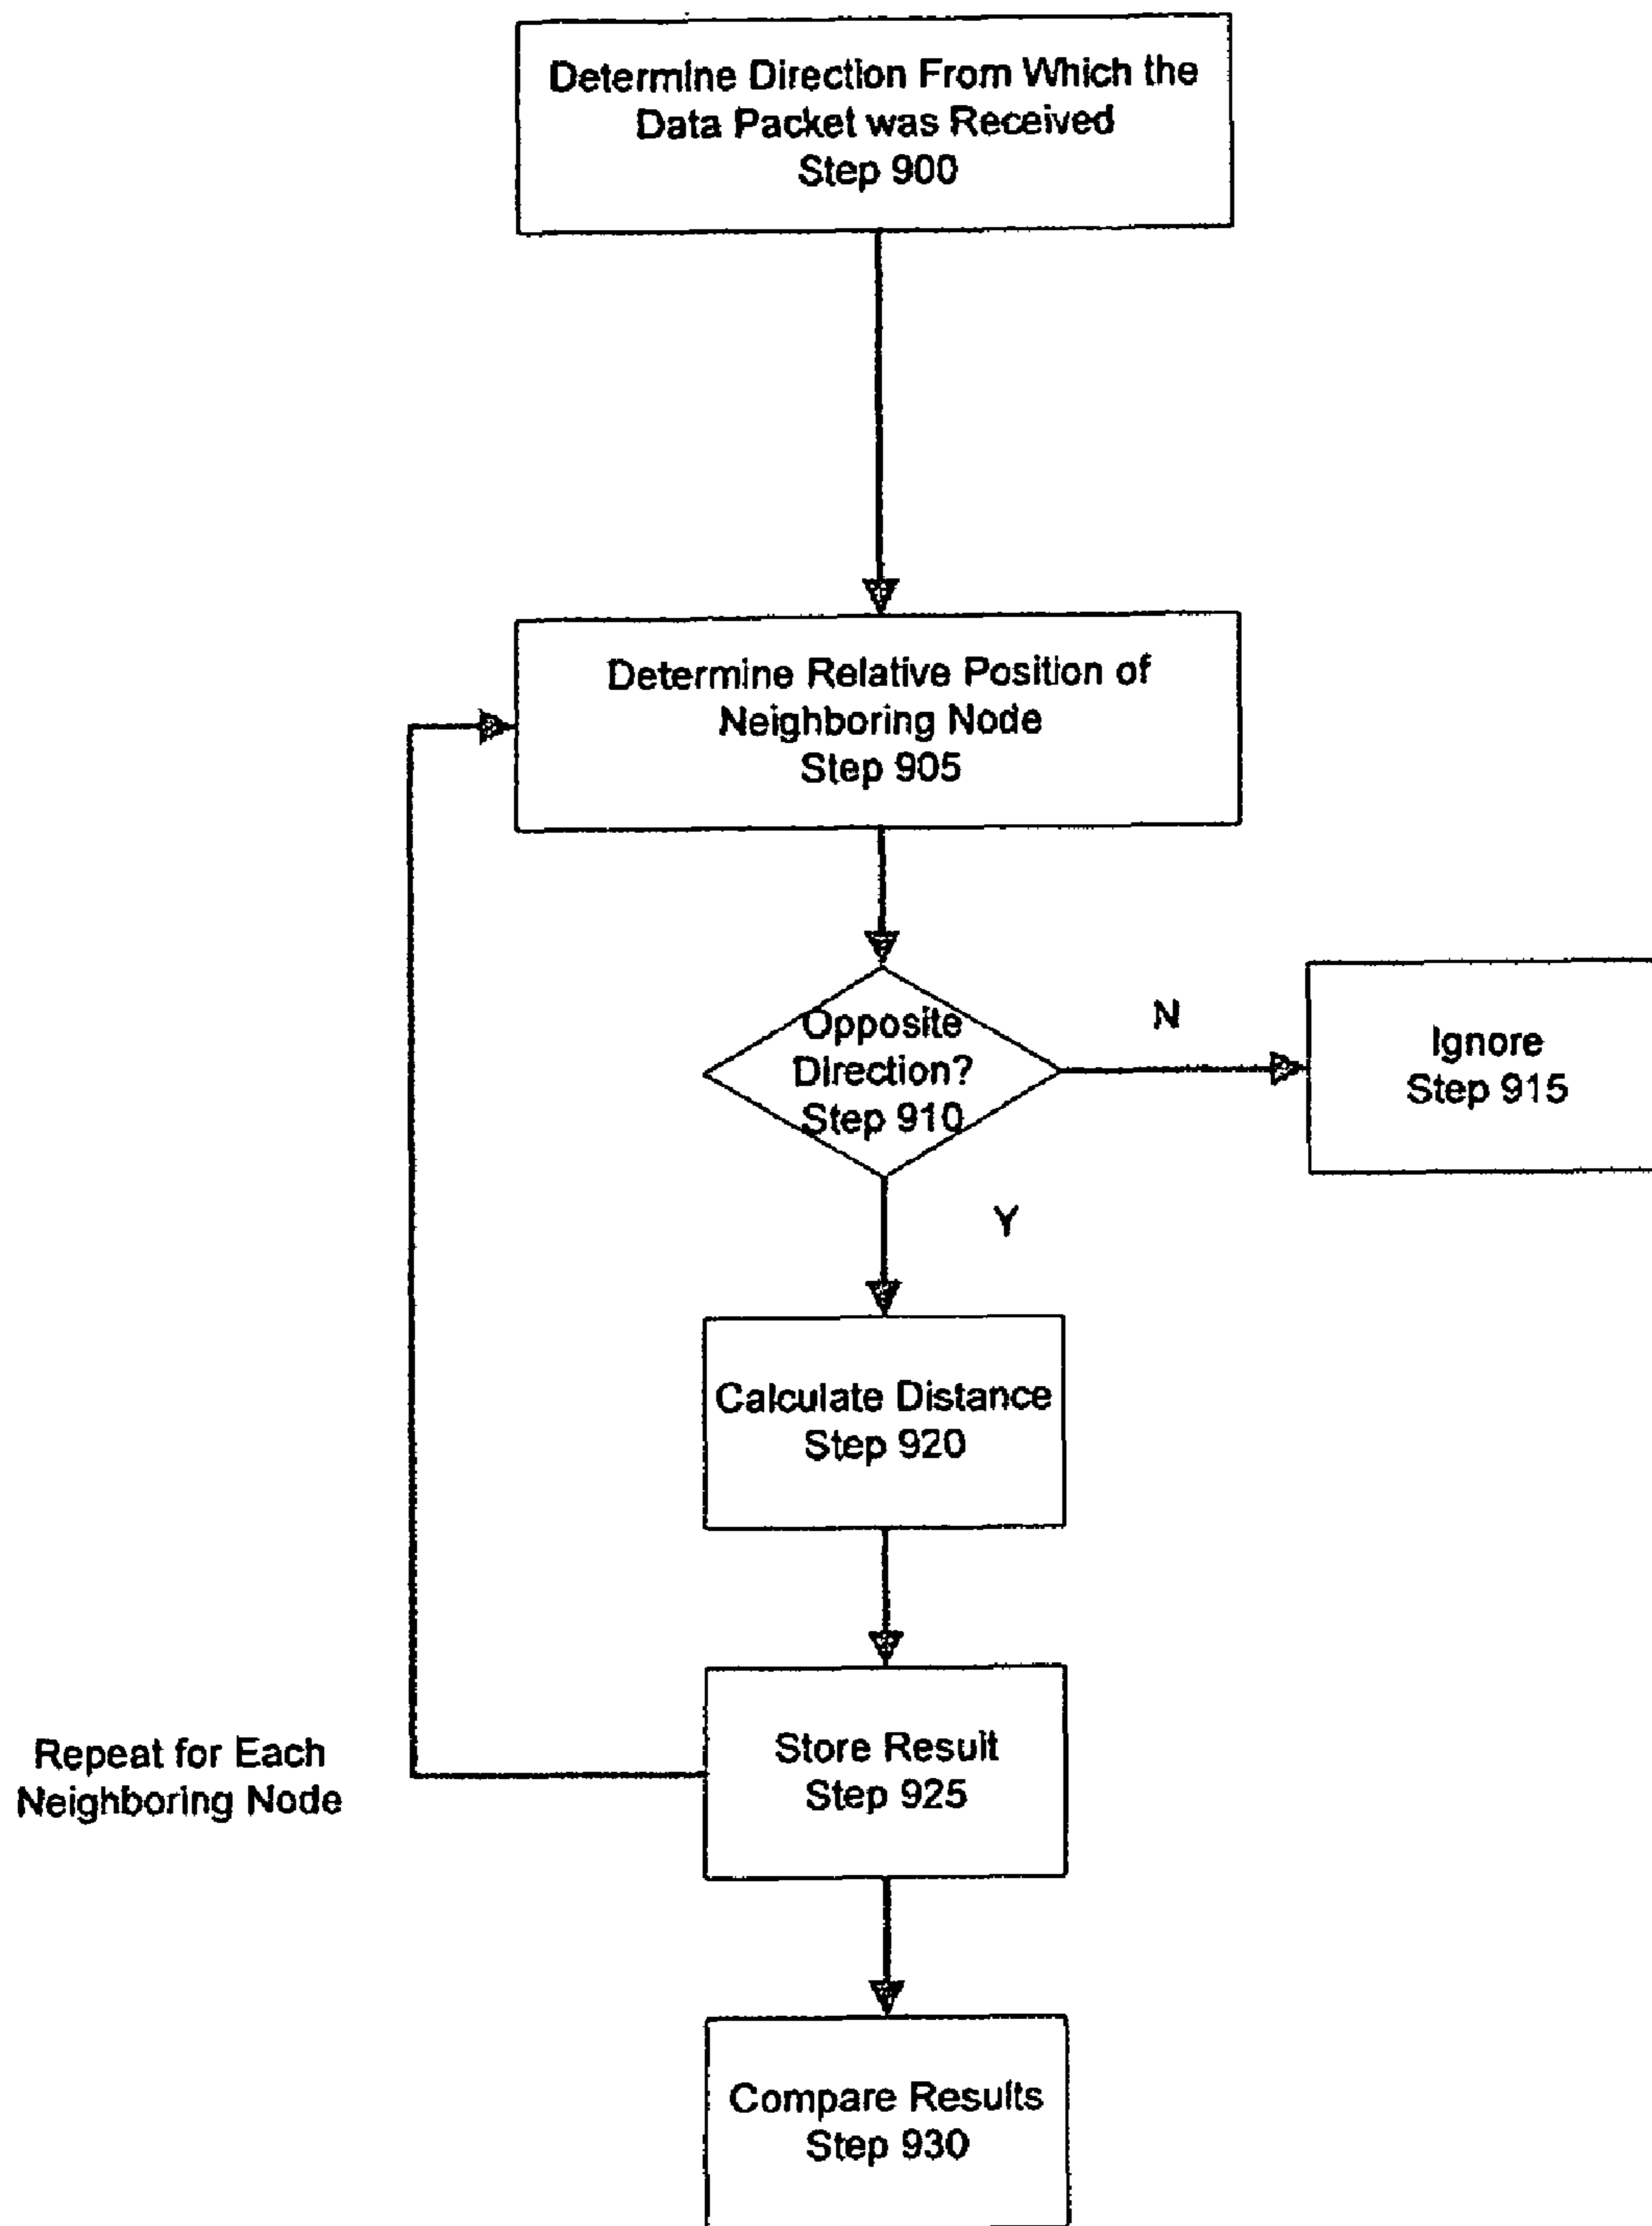 Determine Direction From Which the
Data Packet was Received
Step 900
Determine Relative Position of
Neighboring Node
Step 905
Opposite
Direction?
Step 910
N
Ignore
Step 915
Y
Calculate Distance
Step 920
Store Result
Step 925
Repeat for Each
Neighboring Node
Compare Results
Step 930